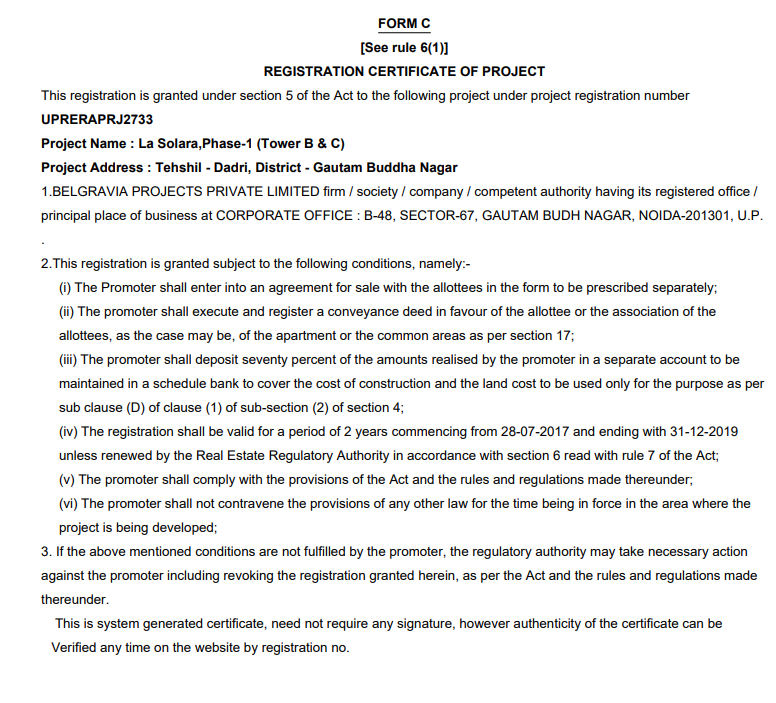 FORM C
[See rule 6(1)]
REGISTRATION CERTIFICATE OF PROJECT
This registration is granted under section 5 of the Act to the following project under project registration number
UPRERAPRJ2733
Project Name : La Solara,Phase-1 (Tower B & C)
Project Address : Tehshil - Dadri, District - Gautam Buddha Nagar
1.BELGRAVIA PROJECTS PRIVATE LIMITED firm / society / company / competent authority having its registered office /
principal place of business at CORPORATE OFFICE : B-48, SECTOR-67, GAUTAM BUDH NAGAR, NOIDA-201301, U.P.
.
2.This registration is granted subject to the following conditions, namely:-
(i) The Promoter shall enter into an agreement for sale with the allottees in the form to be prescribed separately;
(ii) The promoter shall execute and register a conveyance deed in favour of the allottee or the association of the
allottees, as the case may be, of the apartment or the common areas as per section 17;
(iii) The promoter shall deposit seventy percent of the amounts realised by the promoter in a separate account to be
maintained in a schedule bank to cover the cost of construction and the land cost to be used only for the purpose as per
sub clause (D) of clause (1) of sub-section (2) of section 4;
(iv) The registration shall be valid for a period of 2 years commencing from 28-07-2017 and ending with 31-12-2019
unless renewed by the Real Estate Regulatory Authority in accordance with section 6 read with rule 7 of the Act;
(v) The promoter shall comply with the provisions of the Act and the rules and regulations made thereunder;
(vi) The promoter shall not contravene the provisions of any other law for the time being in force in the area where the
project is being developed;
3. If the above mentioned conditions are not fulfilled by the promoter, the regulatory authority may take necessary action
against the promoter including revoking the registration granted herein, as per the Act and the rules and regulations made
thereunder.
This is system generated certificate, need not require any signature, however authenticity of the certificate can be
Verified any time on the website by registration no.